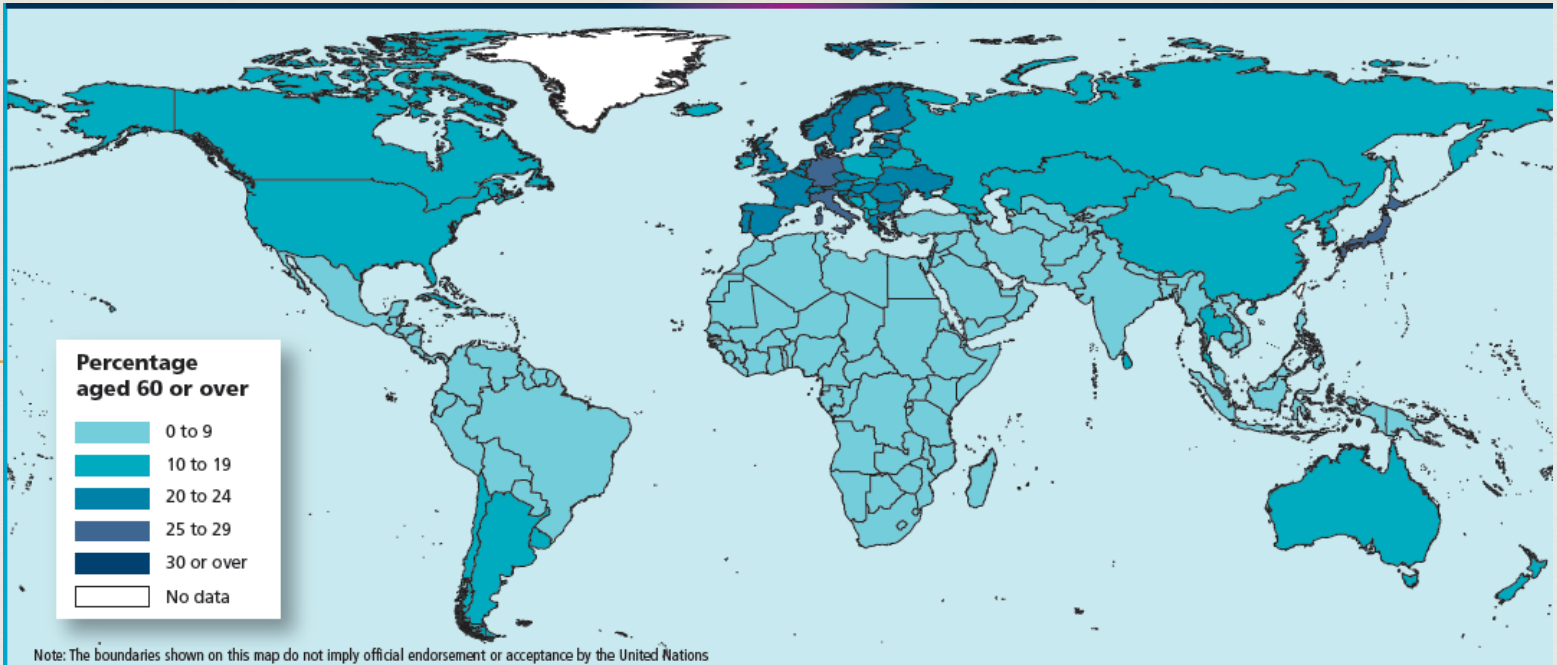 Percentage
aged 60 or over
0 to 9
10 to 19
20 to 24
25 to 29
30 or over
No data
Note: The boundaries shown on this map do not imply official endorsement or acceptance by the United Nations